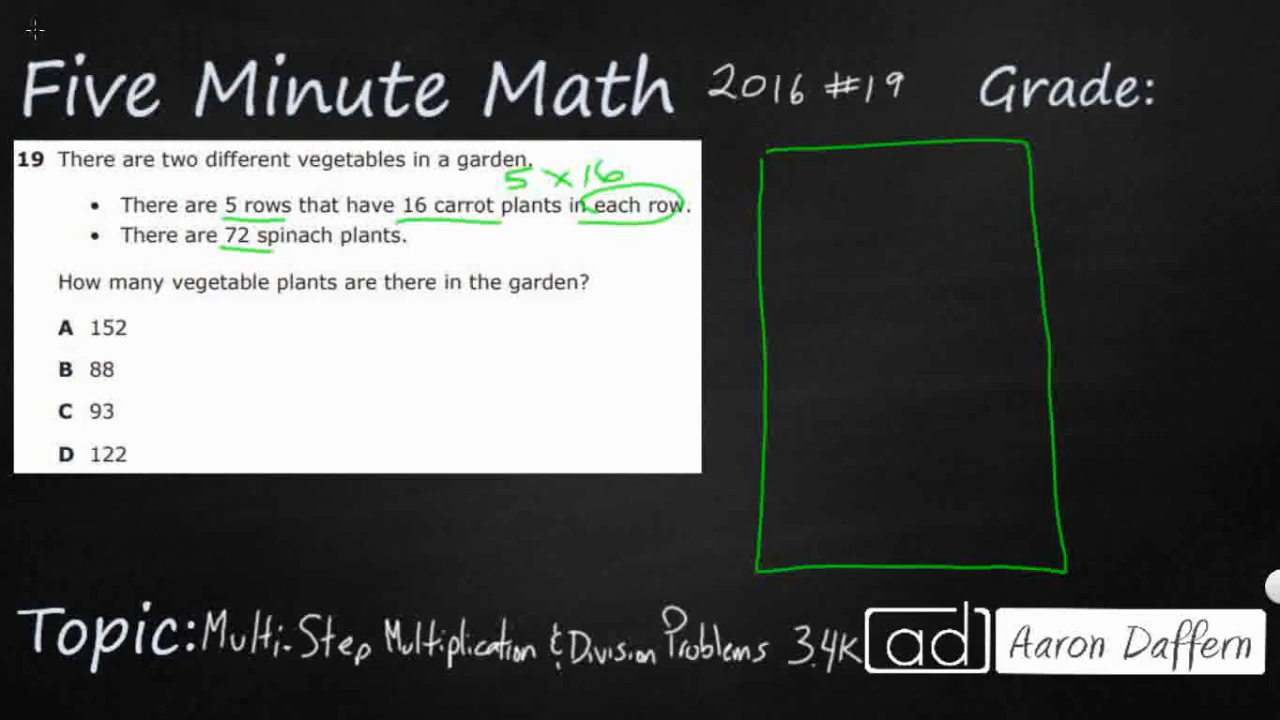 Five Minute Math 2016 #19 Grade:
19 There are two different vegetables in a garden.
5 × 16
• There are 5 rows that have 16 carrot plants in each row.
• There are 72 spinach plants.
How many vegetable plants are there in the garden?
A 152
B 88
C 93
D 122
Topic: Multi-Step Multiplication & Division Problems 3.4K ad Aaron Daffern